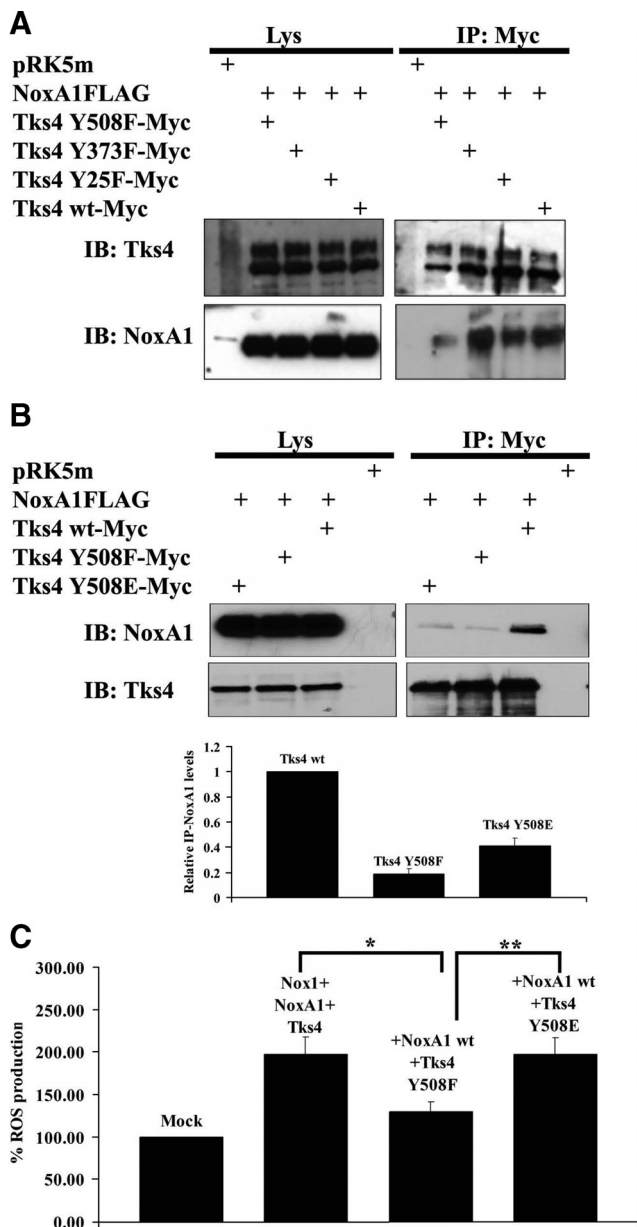 A
Lys IP: Myc
pRK5m + +
NoxA1FLAG + + + + + + + +
Tks4 Y508F-Myc + +
Tks4 Y373F-Myc + +
Tks4 Y25F-Myc + +
Tks4 wt-Myc + +
IB: Tks4
IB: NoxA1
B
Lys IP: Myc
pRK5m + +
NoxA1FLAG + + + + + +
Tks4 wt-Myc + +
Tks4 Y508F-Myc + +
Tks4 Y508E-Myc + +
IB: NoxA1
IB: Tks4
Relative IP-NoxA1 levels
1.2
1
0.8
0.6
0.4
0.2
0
Tks4 wt
Tks4 Y508F
Tks4 Y508E
C
% ROS production
300.00
250.00
200.00
150.00
100.00
50.00
0.00
Mock
Nox1+
NoxA1+
Tks4
+NoxA1 wt
+Tks4
Y508F
+NoxA1 wt
+Tks4
Y508E
*
**